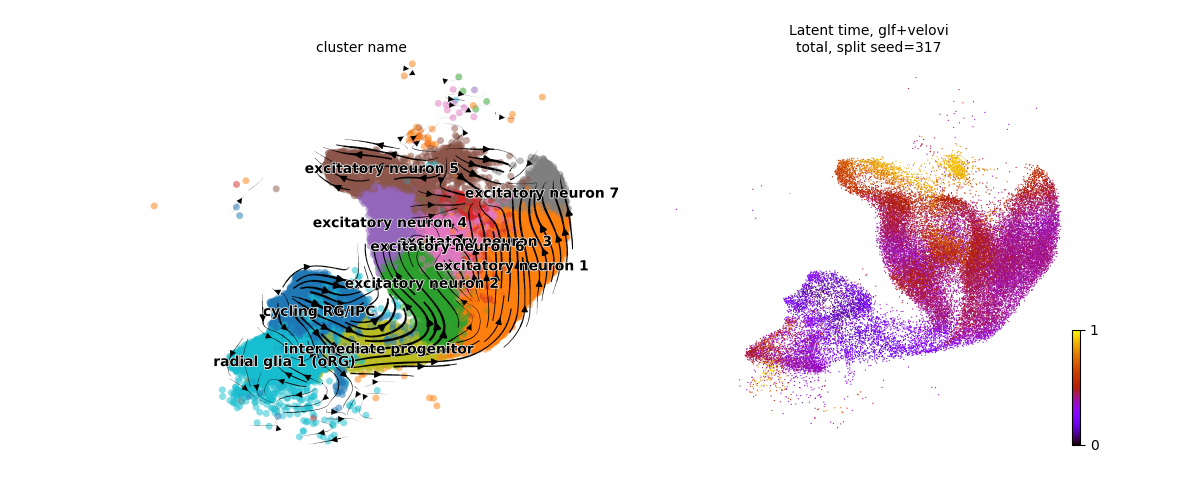 cluster name
Latent time, glf+velovi
total, split seed=317
excitatory neuron 5
excitatory neuron 7
excitatory neuron 4
excitatory neuron 3
excitatory neuron 6
excitatory neuron 1
excitatory neuron 2
cycling RG/IPC
intermediate progenitor
radial glia 1 (oRG)
1
0